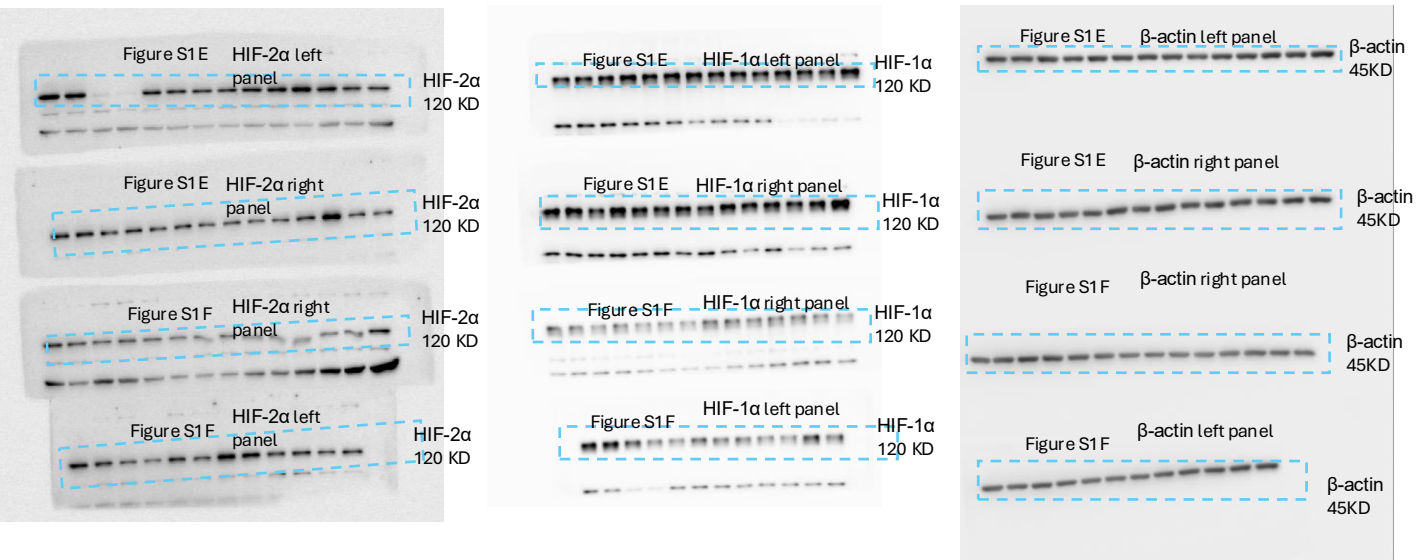 Figure S1E
HIF-2α left
panel
HIF-2α
120 KD
Figure S1E
HIF-2α right
panel
HIF-2α
120 KD
Figure S1F
HIF-2α right
panel
HIF-2α
120 KD
Figure S1F
HIF-2α left
panel
HIF-2α
120 KD
Figure S1E
HIF-1α left panel
HIF-1α
120 KD
Figure S1E
HIF-1α right panel
HIF-1α
120 KD
Figure S1F
HIF-1α right panel
HIF-1α
120 KD
Figure S1F
HIF-1α left panel
HIF-1α
120 KD
Figure S1E
β-actin left panel
β-actin
45KD
Figure S1E
β-actin right panel
β-actin
45KD
Figure S1F
β-actin right panel
β-actin
45KD
Figure S1F
β-actin left panel
β-actin
45KD